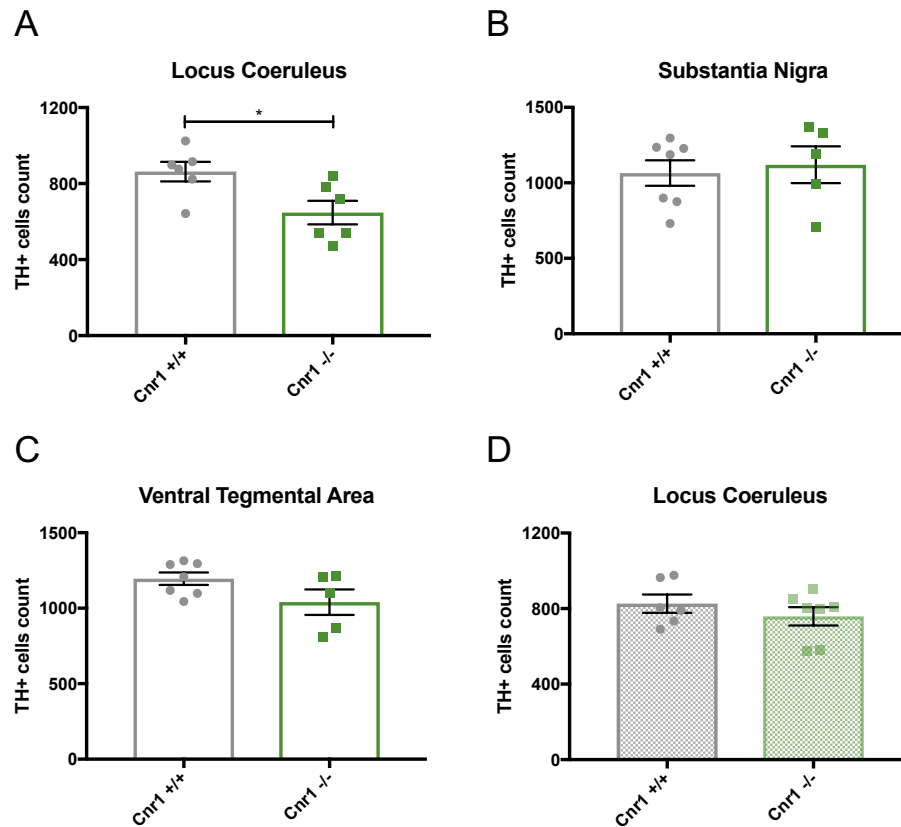 A
Locus Coeruleus
TH+ cells count
1200
800
400
0
*
Cnr1 +/+
Cnr1 -/-
B
Substantia Nigra
TH+ cells count
1500
1000
500
0
Cnr1 +/+
Cnr1 -/-
C
Ventral Tegmental Area
TH+ cells count
1500
1000
500
0
Cnr1 +/+
Cnr1 -/-
D
Locus Coeruleus
TH+ cells count
1200
800
400
0
Cnr1 +/+
Cnr1 -/-